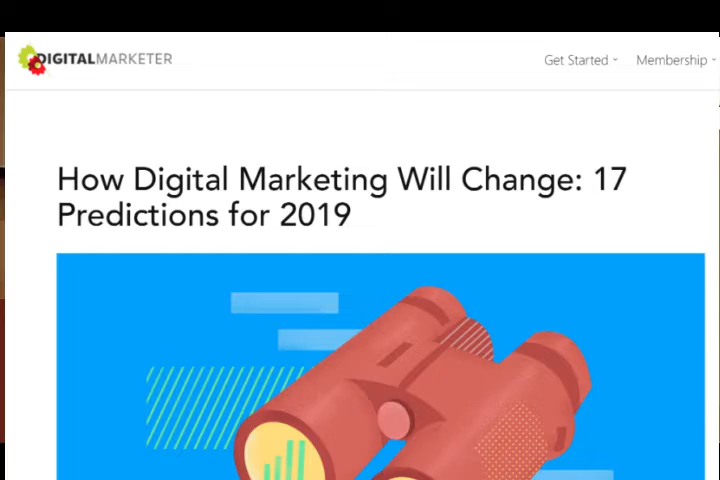 DIGITALMARKETER
Get Started
Membership
How Digital Marketing Will Change: 17
Predictions for 2019